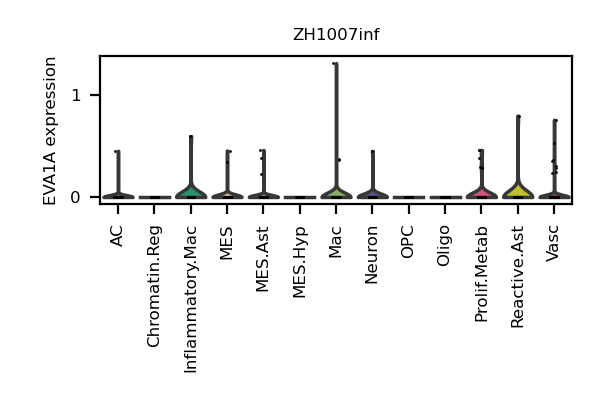 ZH1007inf
EVA1A expression
1
0
AC
Chromatin.Reg
Inflammatory.Mac
MES
MES.Ast
MES.Hyp
Mac
Neuron
OPC
Oligo
Prolif.Metab
Reactive.Ast
Vasc